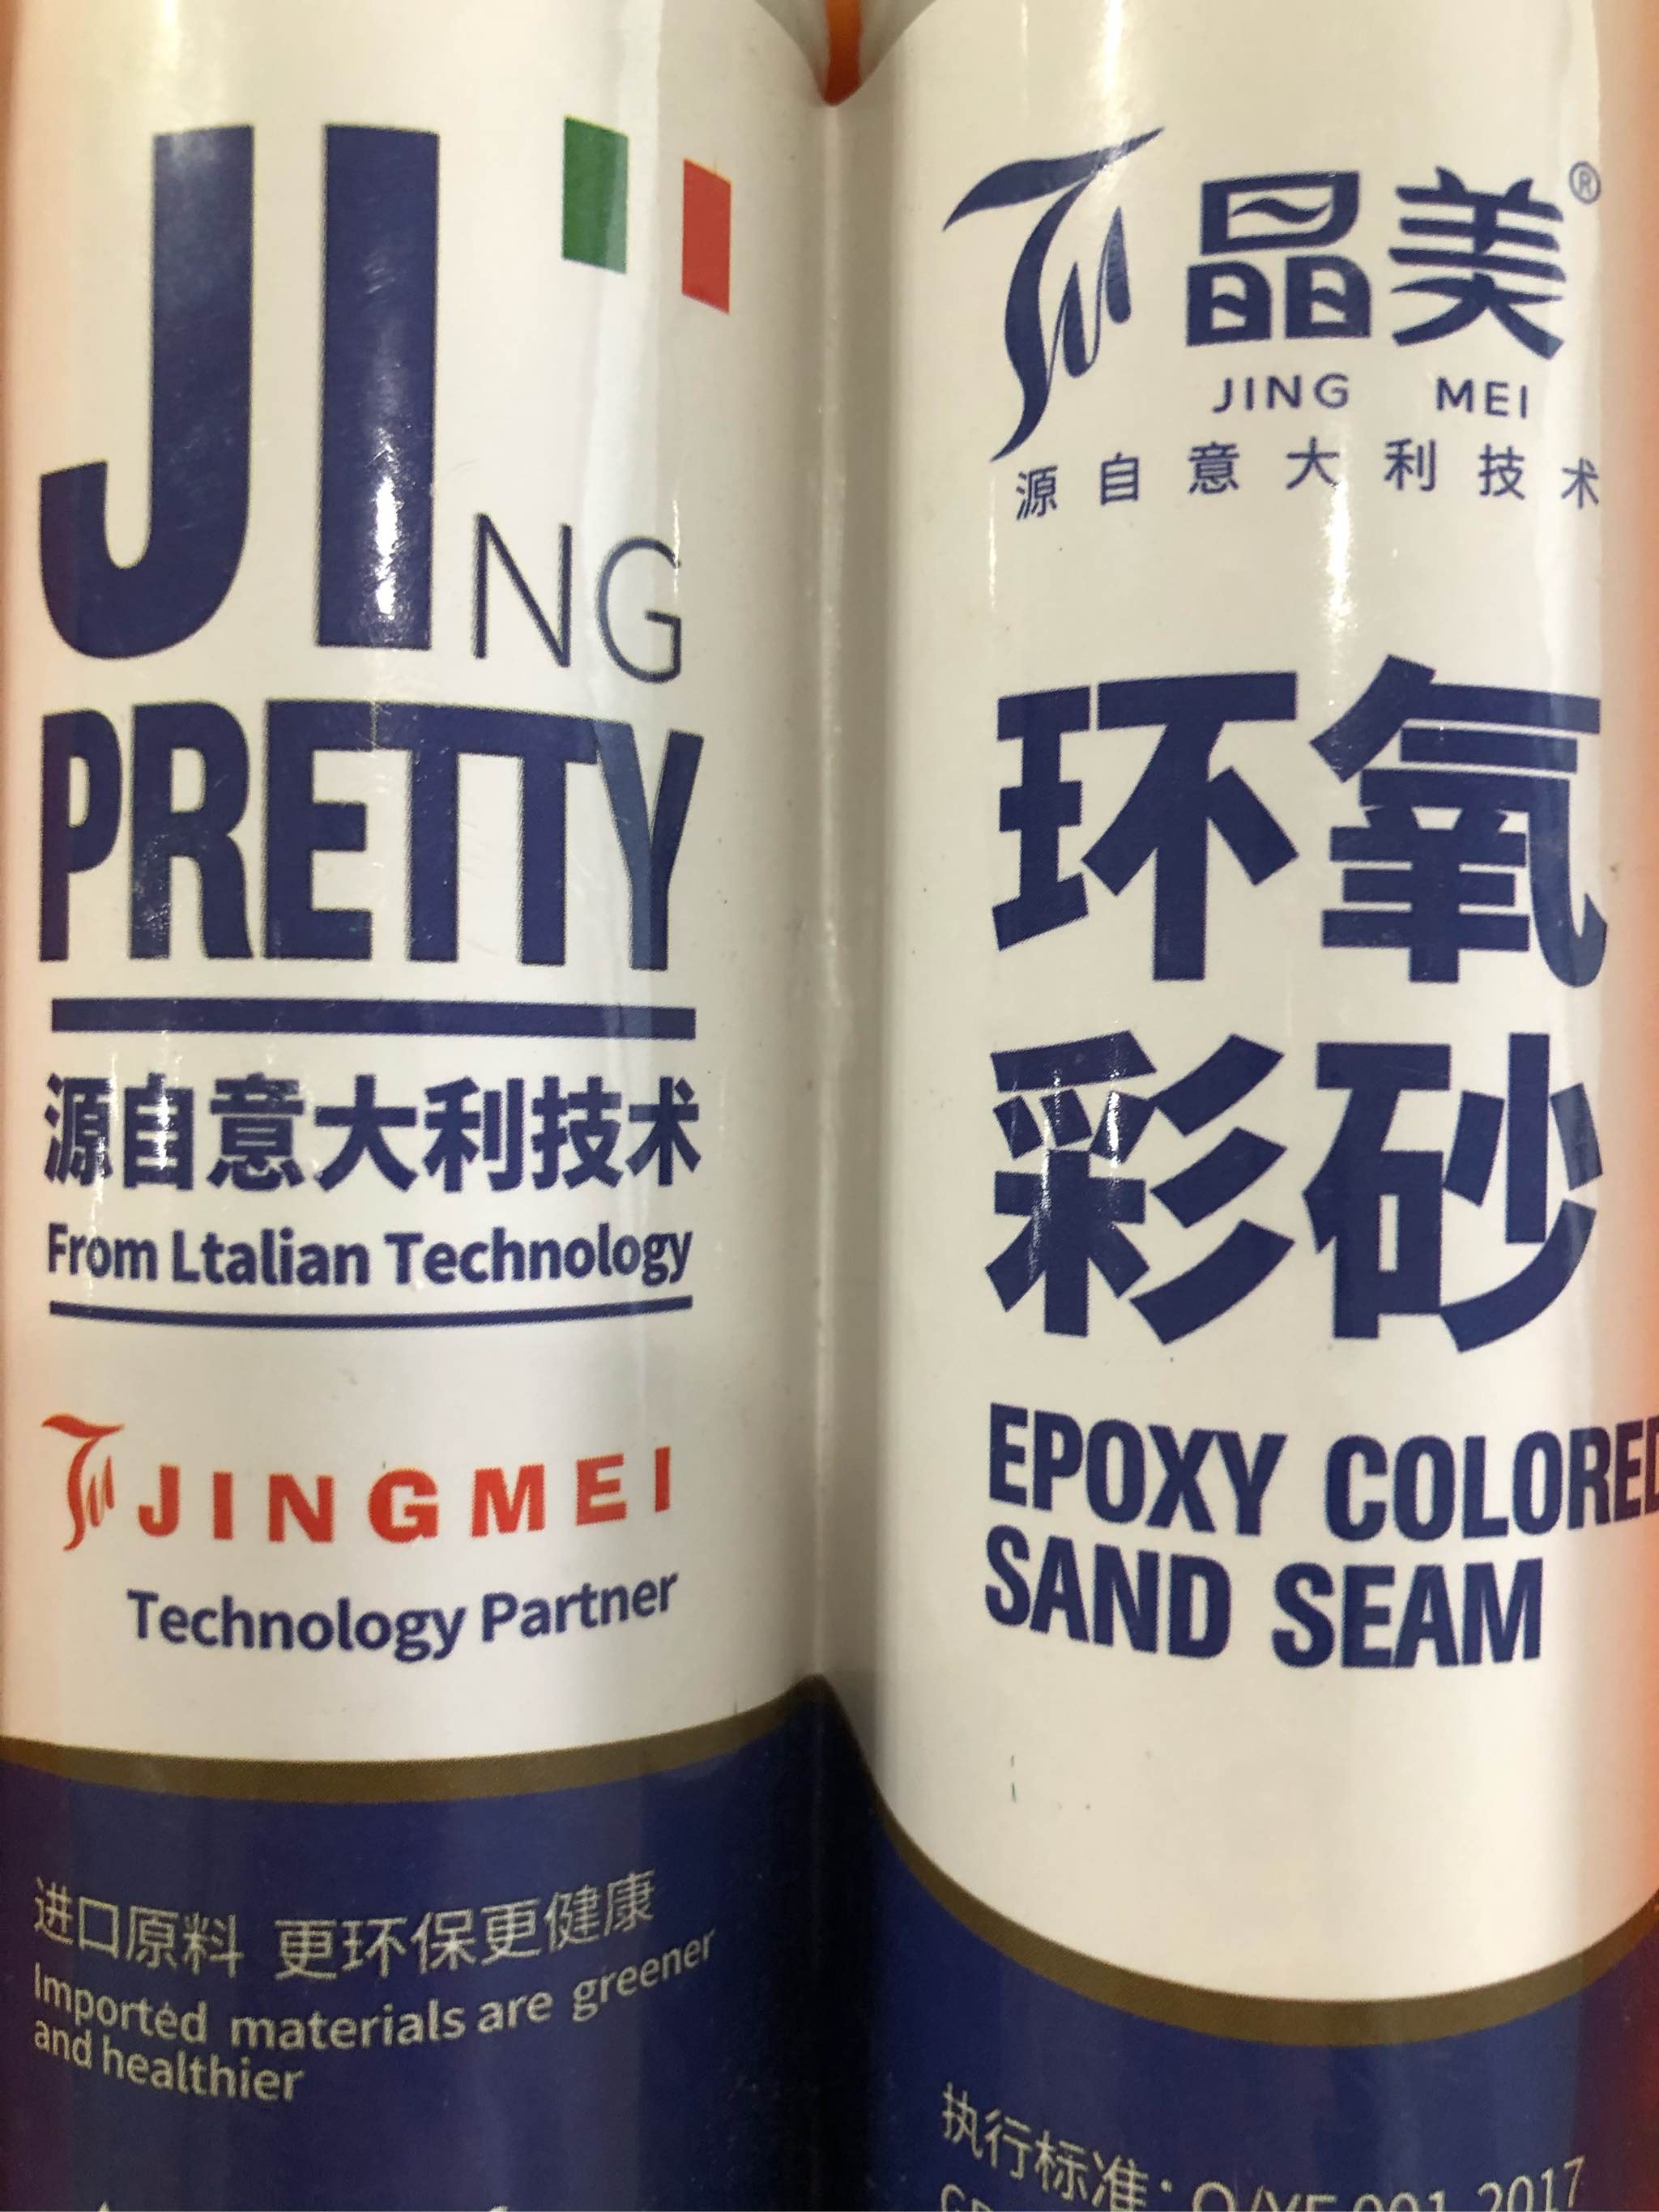 JING
PRETTY
源自意大利技术
From Ltalian Technology
JINGMEI
Technology Partner
进口原料 更环保更健康
Imported materials are greener
and healthier
晶美®
JING MEI
源自意大利技术
环氧
彩砂
EPOXY COLORED
SAND SEAM
执行标准:
2017